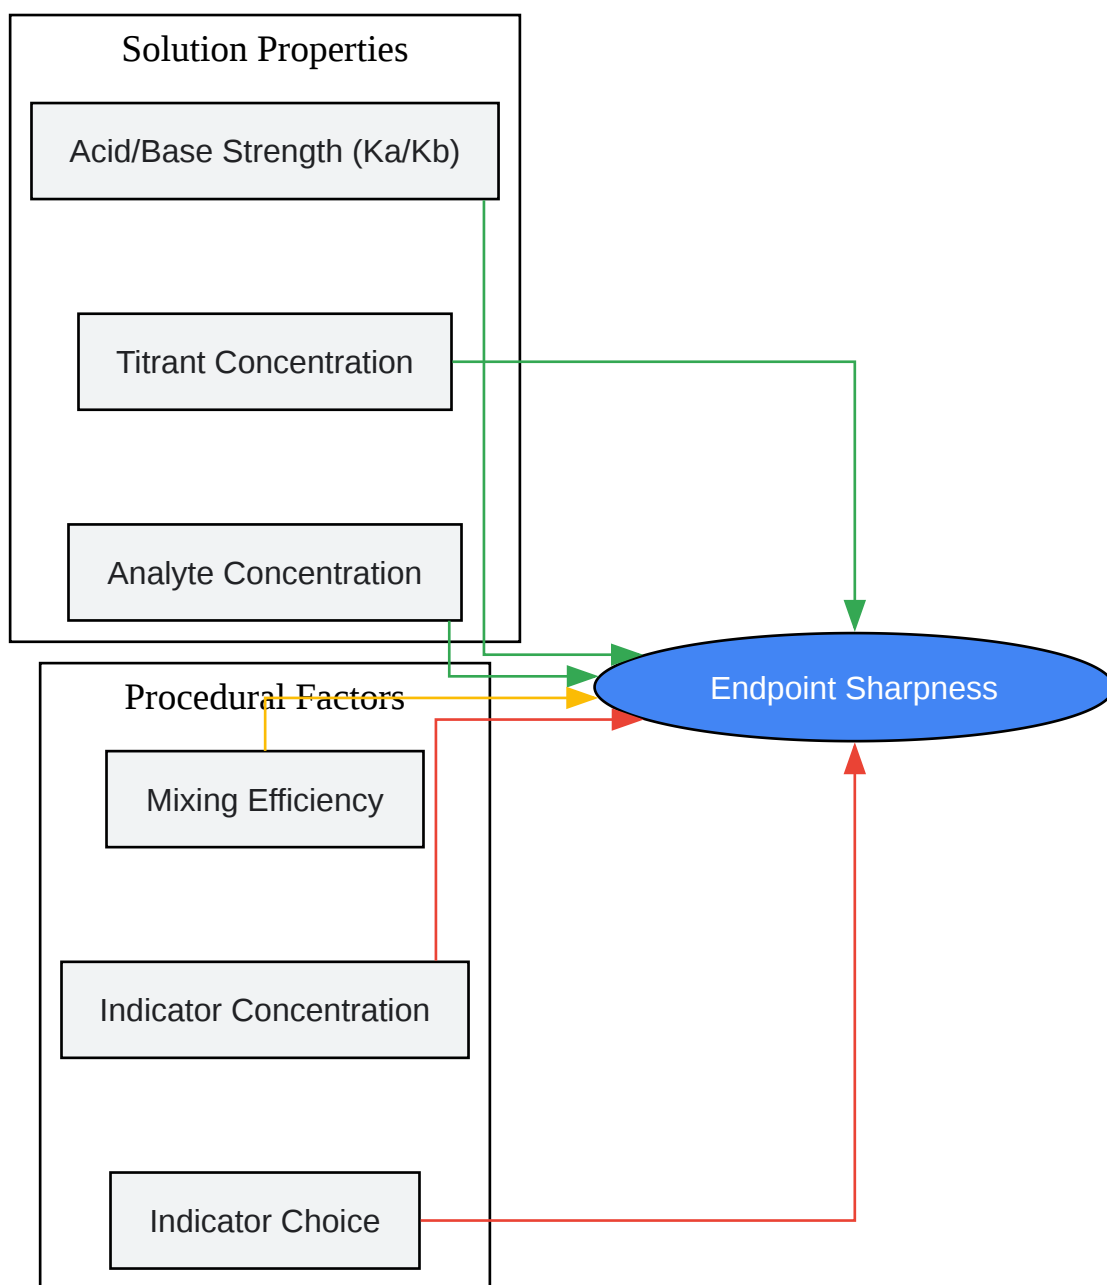 Solution Properties
Acid/Base Strength (Ka/Kb)
Titrant Concentration
Analyte Concentration
Endpoint Sharpness
Procedural Factors
Mixing Efficiency
Indicator Concentration
Indicator Choice